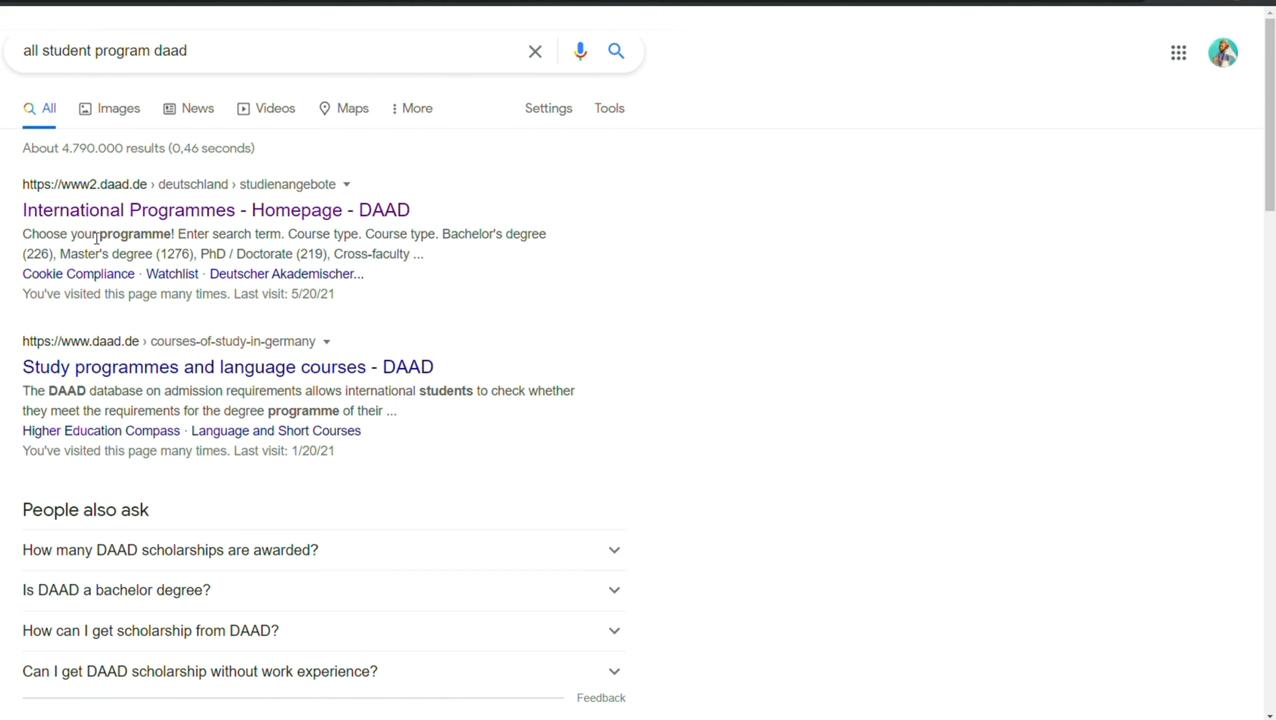 all student program daad
All Images News Videos Maps More Settings Tools
About 4.790.000 results (0,46 seconds)
https://www2.daad.de › deutschland › studienangebote
International Programmes - Homepage - DAAD
Choose your programme! Enter search term. Course type. Course type. Bachelor's degree
(226), Master's degree (1276), PhD / Doctorate (219), Cross-faculty ...
Cookie Compliance · Watchlist · Deutscher Akademischer...
You've visited this page many times. Last visit: 5/20/21
https://www.daad.de › courses-of-study-in-germany
Study programmes and language courses - DAAD
The DAAD database on admission requirements allows international students to check whether
they meet the requirements for the degree programme of their ...
Higher Education Compass · Language and Short Courses
You've visited this page many times. Last visit: 1/20/21
People also ask
How many DAAD scholarships are awarded?
Is DAAD a bachelor degree?
How can I get scholarship from DAAD?
Can I get DAAD scholarship without work experience?
Feedback